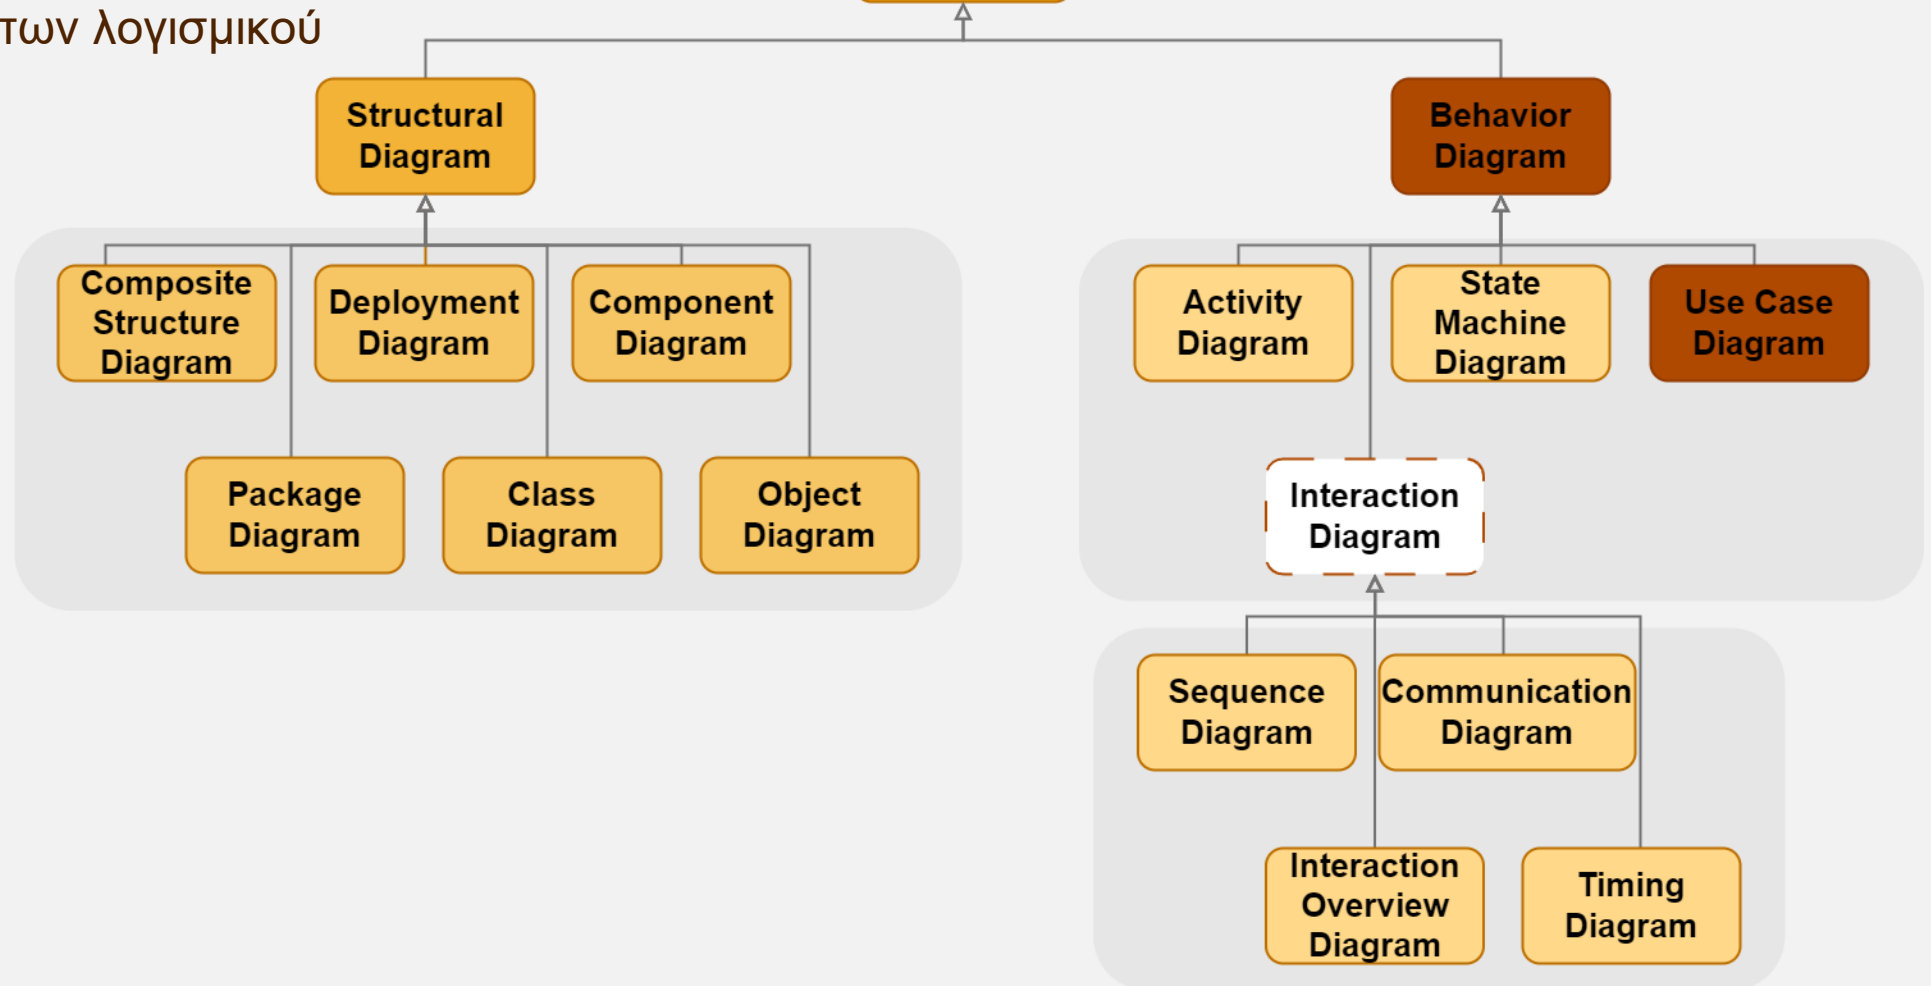 των λογισμικού
Structural
Diagram
Behavior
Diagram
Composite
Structure
Diagram
Deployment
Diagram
Component
Diagram
Activity
Diagram
State
Machine
Diagram
Use Case
Diagram
Package
Diagram
Class
Diagram
Object
Diagram
Interaction
Diagram
Sequence
Diagram
Communication
Diagram
Interaction
Overview
Diagram
Timing
Diagram